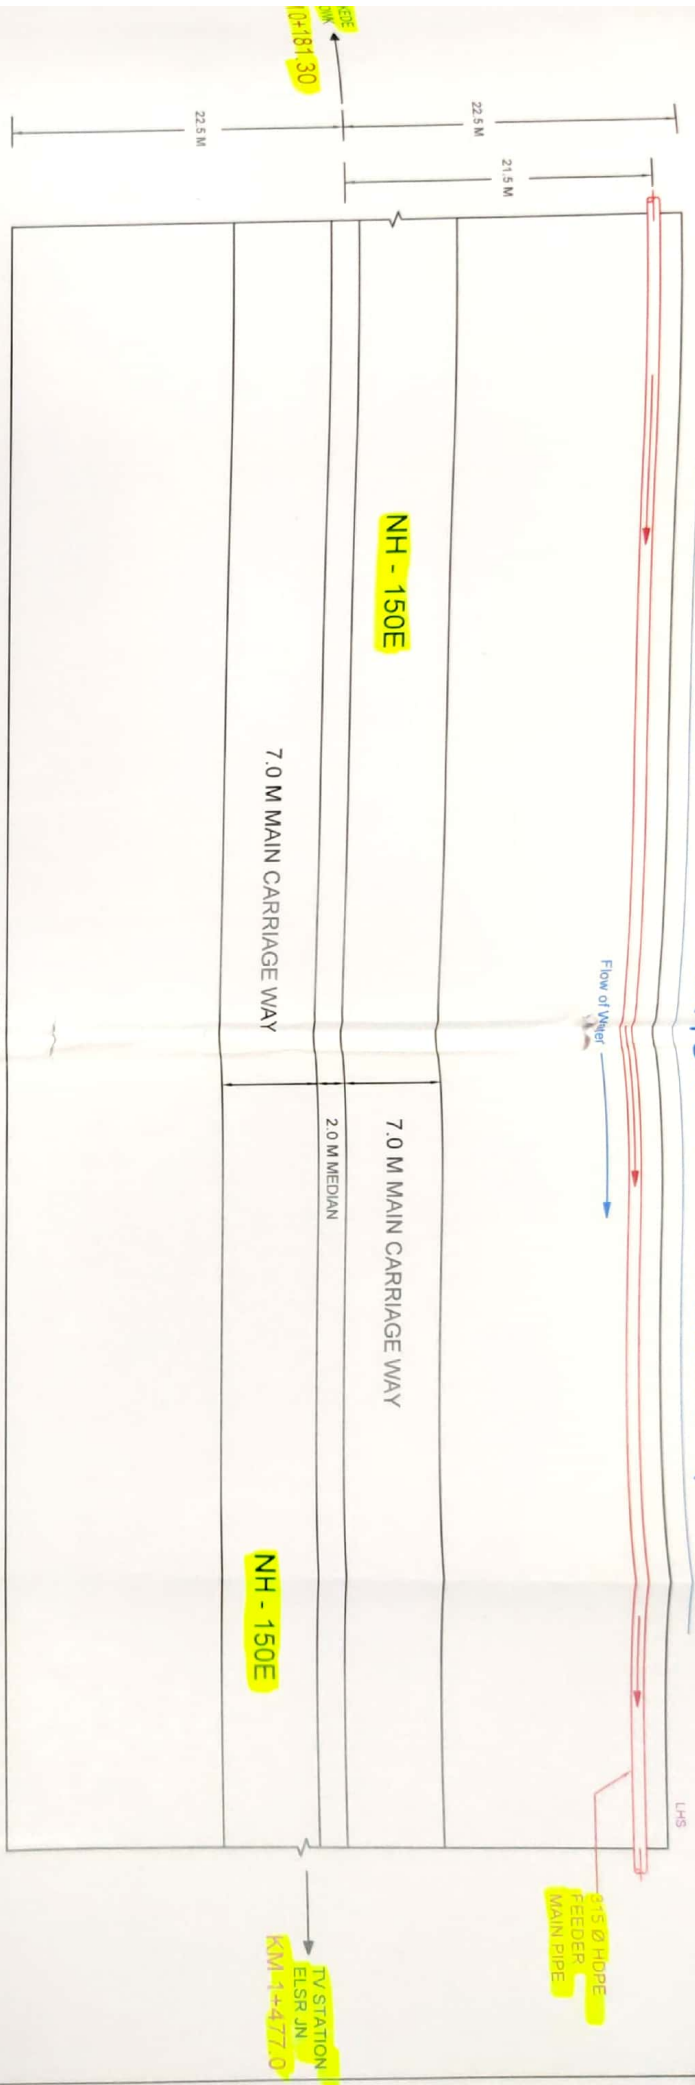 10+181.30
22.5 M
22.5 M
21.5 M
NH - 150E
7.0 M MAIN CARRIAGE WAY
Flow of Water
7.0 M MAIN CARRIAGE WAY
2.0 M MEDIAN
NH - 150E
LHS
315 Ø HDPE
FEEDER
MAIN PIPE
TV STATION
ELSR JN
KM 1+477.0